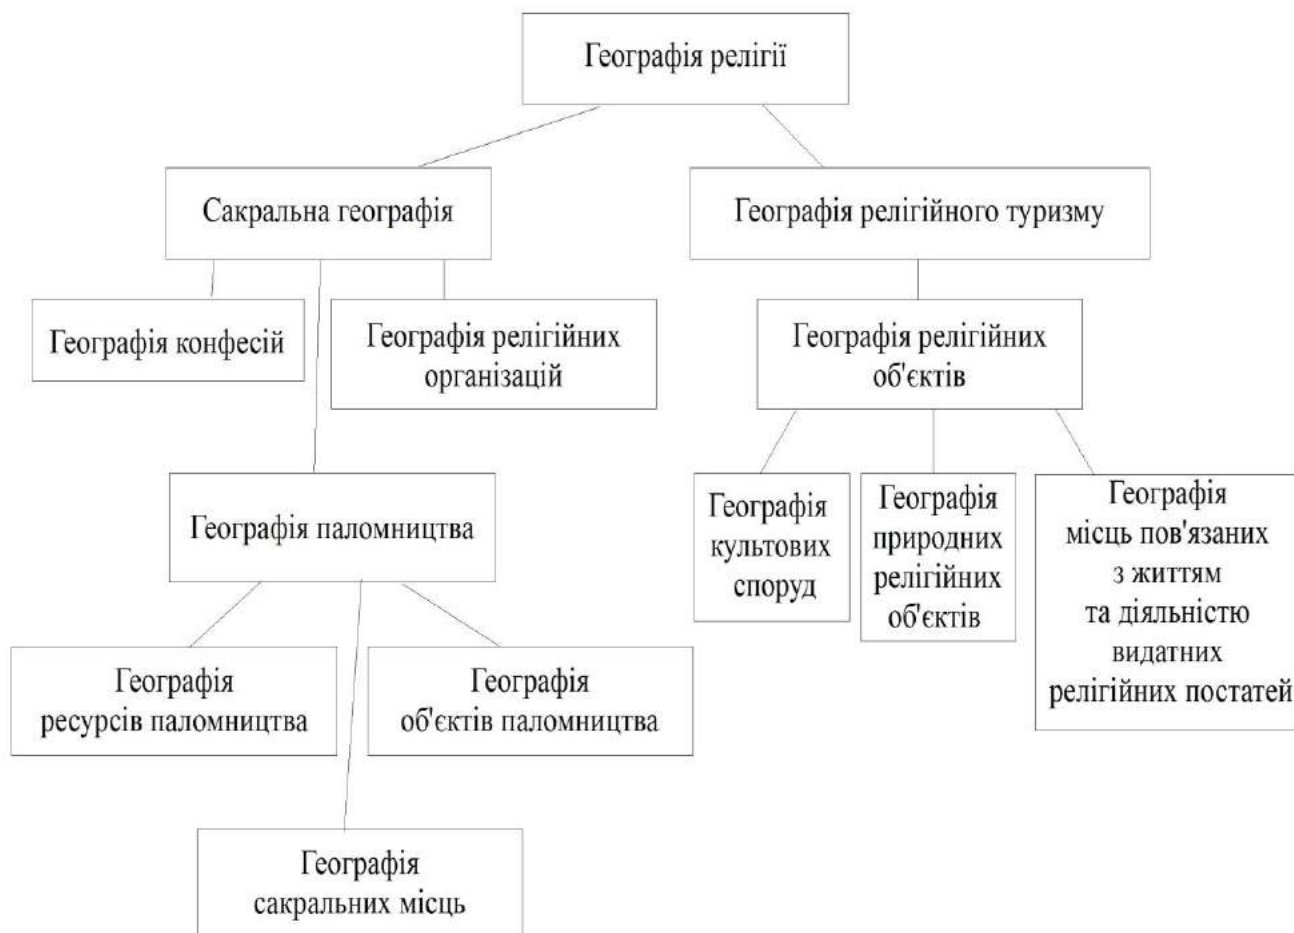 Географія релігії
Сакральна географія
Географія релігійного туризму
Географія конфесій
Географія релігійних
організацій
Географія релігійних
об'єктів
Географія паломництва
Географія
культових
споруд
Географія
природних
релігійних
об'єктів
Географія
місць пов'язаних
з життям
та діяльністю
видатних
релігійних постатей
Географія
ресурсів паломництва
Географія
об'єктів паломництва
Географія
сакральних місць